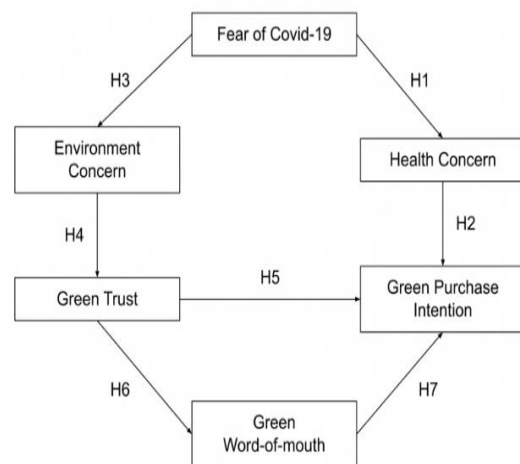 Fear of Covid-19
H3
H1
Environment
Concern
Health Concern
H4
H2
Green Trust
H5
Green Purchase
Intention
H6
H7
Green
Word-of-mouth